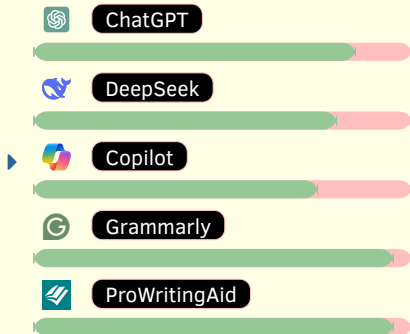 ChatGPT
DeepSeek
Copilot
Grammarly
ProWritingAid